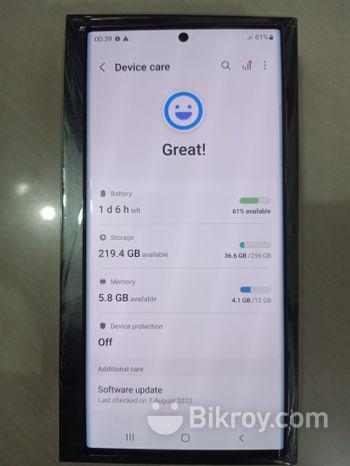 00:39
61%
Device care
Great!
Battery
1 d 6 h left
61% available
Storage
219.4 GB available
36.6 GB /256 GB
Memory
5.8 GB available
4.1 GB /12 GB
Device protection
Off
Additional care
Software update
Last checked on 7 August 2022
Bikroy.com